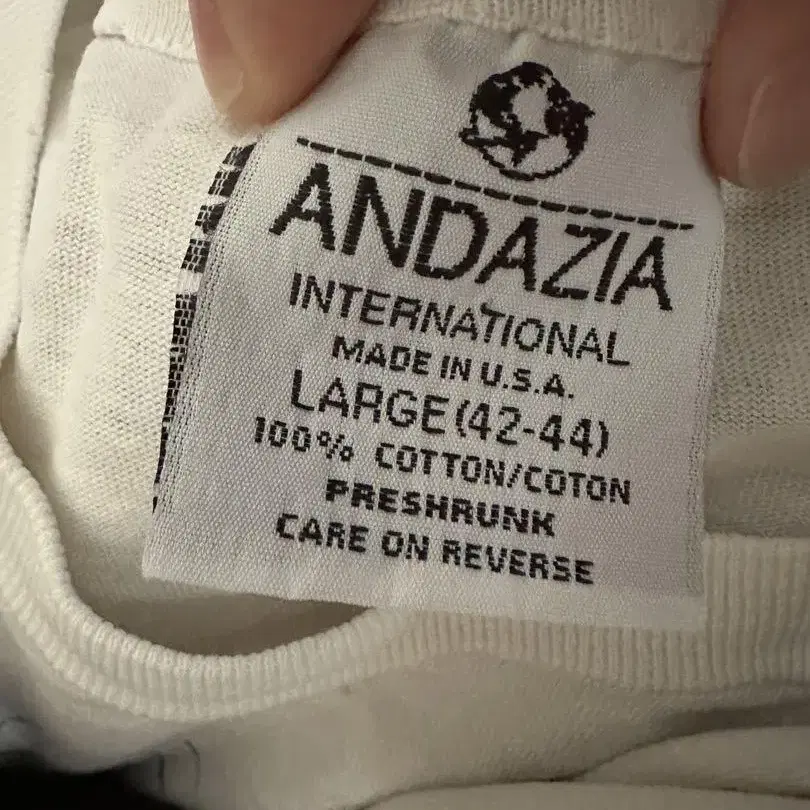 ANDAZIA
INTERNATIONAL
MADE IN U.S.A.
LARGE (42-44)
100% COTTON/COTON
PRESHRUNK
CARE ON REVERSE